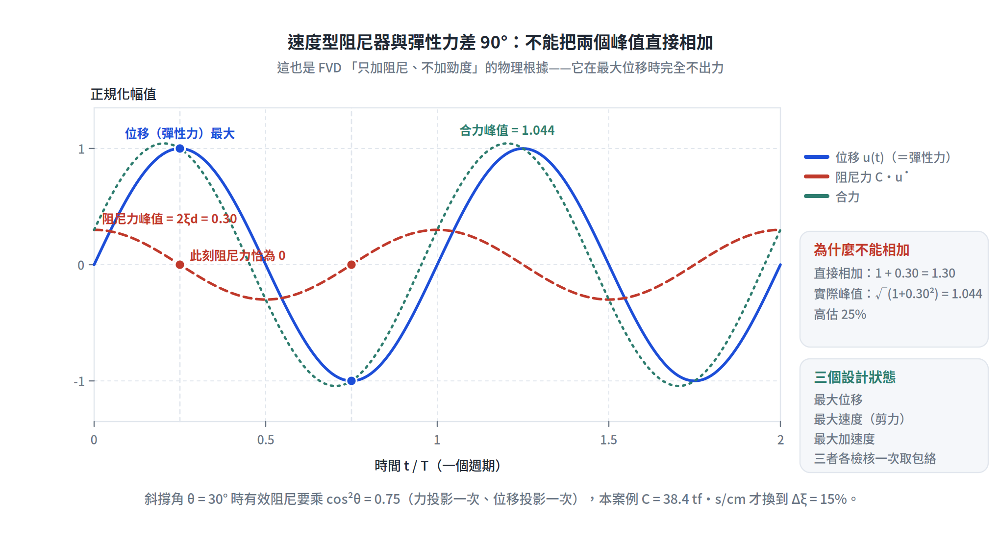 速度型阻尼器與彈性力差 90°：不能把兩個峰值直接相加
這也是 FVD 「只加阻尼、不加勁度」的物理根據——它在最大位移時完全不出力
正規化幅值
位移（彈性力）最大
合力峰值 = 1.044
1
位移 u(t)（＝彈性力）
阻尼力 C・u˙
合力
阻尼力峰值 = 2ξd = 0.30
此刻阻尼力恰為 0
0
-1
為什麼不能相加
直接相加：1 + 0.30 = 1.30
實際峰值：√(1+0.30²) = 1.044
高估 25%
三個設計狀態
最大位移
最大速度（剪力）
最大加速度
三者各檢核一次取包絡
0 0.5 1 1.5 2
時間 t / T（一個週期）
斜撐角 θ = 30° 時有效阻尼要乘 cos²θ = 0.75（力投影一次、位移投影一次），本案例 C = 38.4 tf・s/cm 才換到 Δξ = 15%。